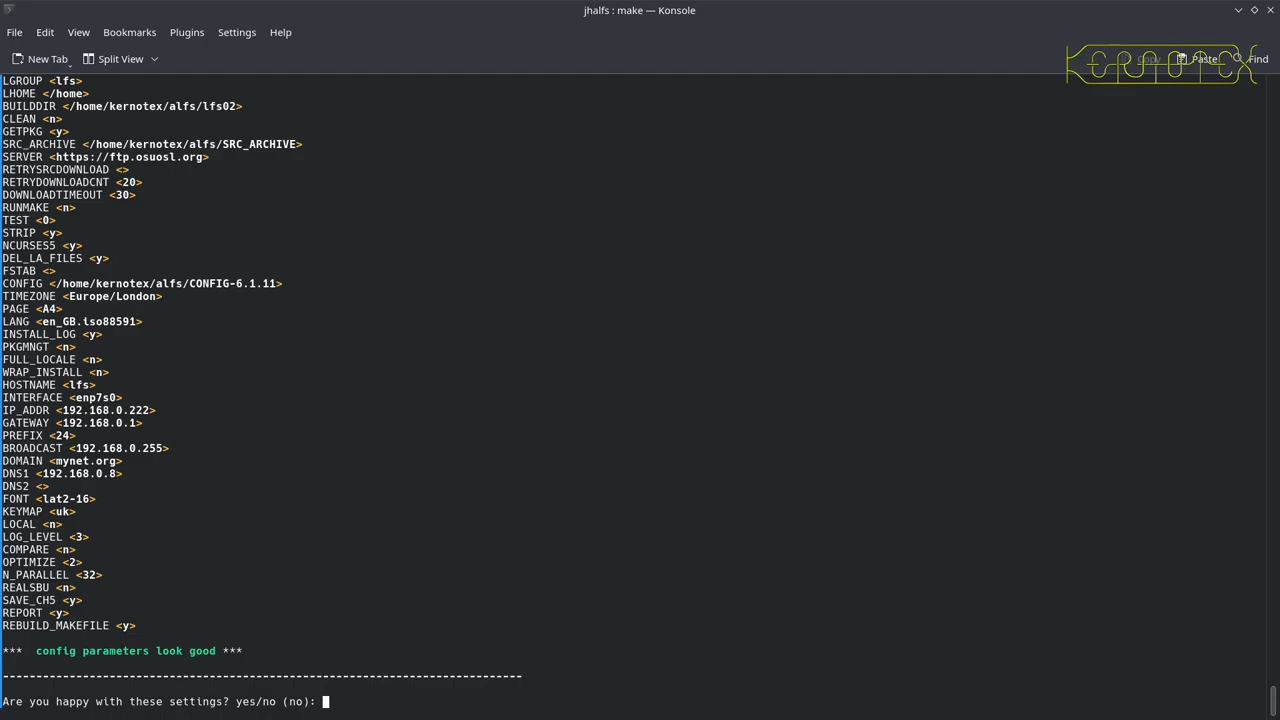 jhalfs : make — Konsole
File Edit View Bookmarks Plugins Settings Help
New Tab Split View Copy Paste Find
KERNOTEX
LGROUP <lfs>
LHOME </home>
BUILDDIR </home/kernotex/alfs/lfs02>
CLEAN <n>
GETPKG <y>
SRC_ARCHIVE </home/kernotex/alfs/SRC_ARCHIVE>
SERVER <https://ftp.osuosl.org>
RETRYSRCDOWNLOAD <>
RETRYDOWNLOADCNT <20>
DOWNLOADTIMEOUT <30>
RUNMAKE <n>
TEST <0>
STRIP <y>
NCURSES5 <y>
DEL_LA_FILES <y>
FSTAB <>
CONFIG </home/kernotex/alfs/CONFIG-6.1.11>
TIMEZONE <Europe/London>
PAGE <A4>
LANG <en_GB.iso88591>
INSTALL_LOG <y>
PKGMNGT <n>
FULL_LOCALE <n>
WRAP_INSTALL <n>
HOSTNAME <lfs>
INTERFACE <enp7s0>
IP_ADDR <192.168.0.222>
GATEWAY <192.168.0.1>
PREFIX <24>
BROADCAST <192.168.0.255>
DOMAIN <mynet.org>
DNS1 <192.168.0.8>
DNS2 <>
FONT <lat2-16>
KEYMAP <uk>
LOCAL <n>
LOG_LEVEL <3>
COMPARE <n>
OPTIMIZE <2>
N_PARALLEL <32>
REALSBU <n>
SAVE_CH5 <y>
REPORT <y>
REBUILD_MAKEFILE <y>
*** config parameters look good ***
------------------------------------------------------------------------------
Are you happy with these settings? yes/no (no):